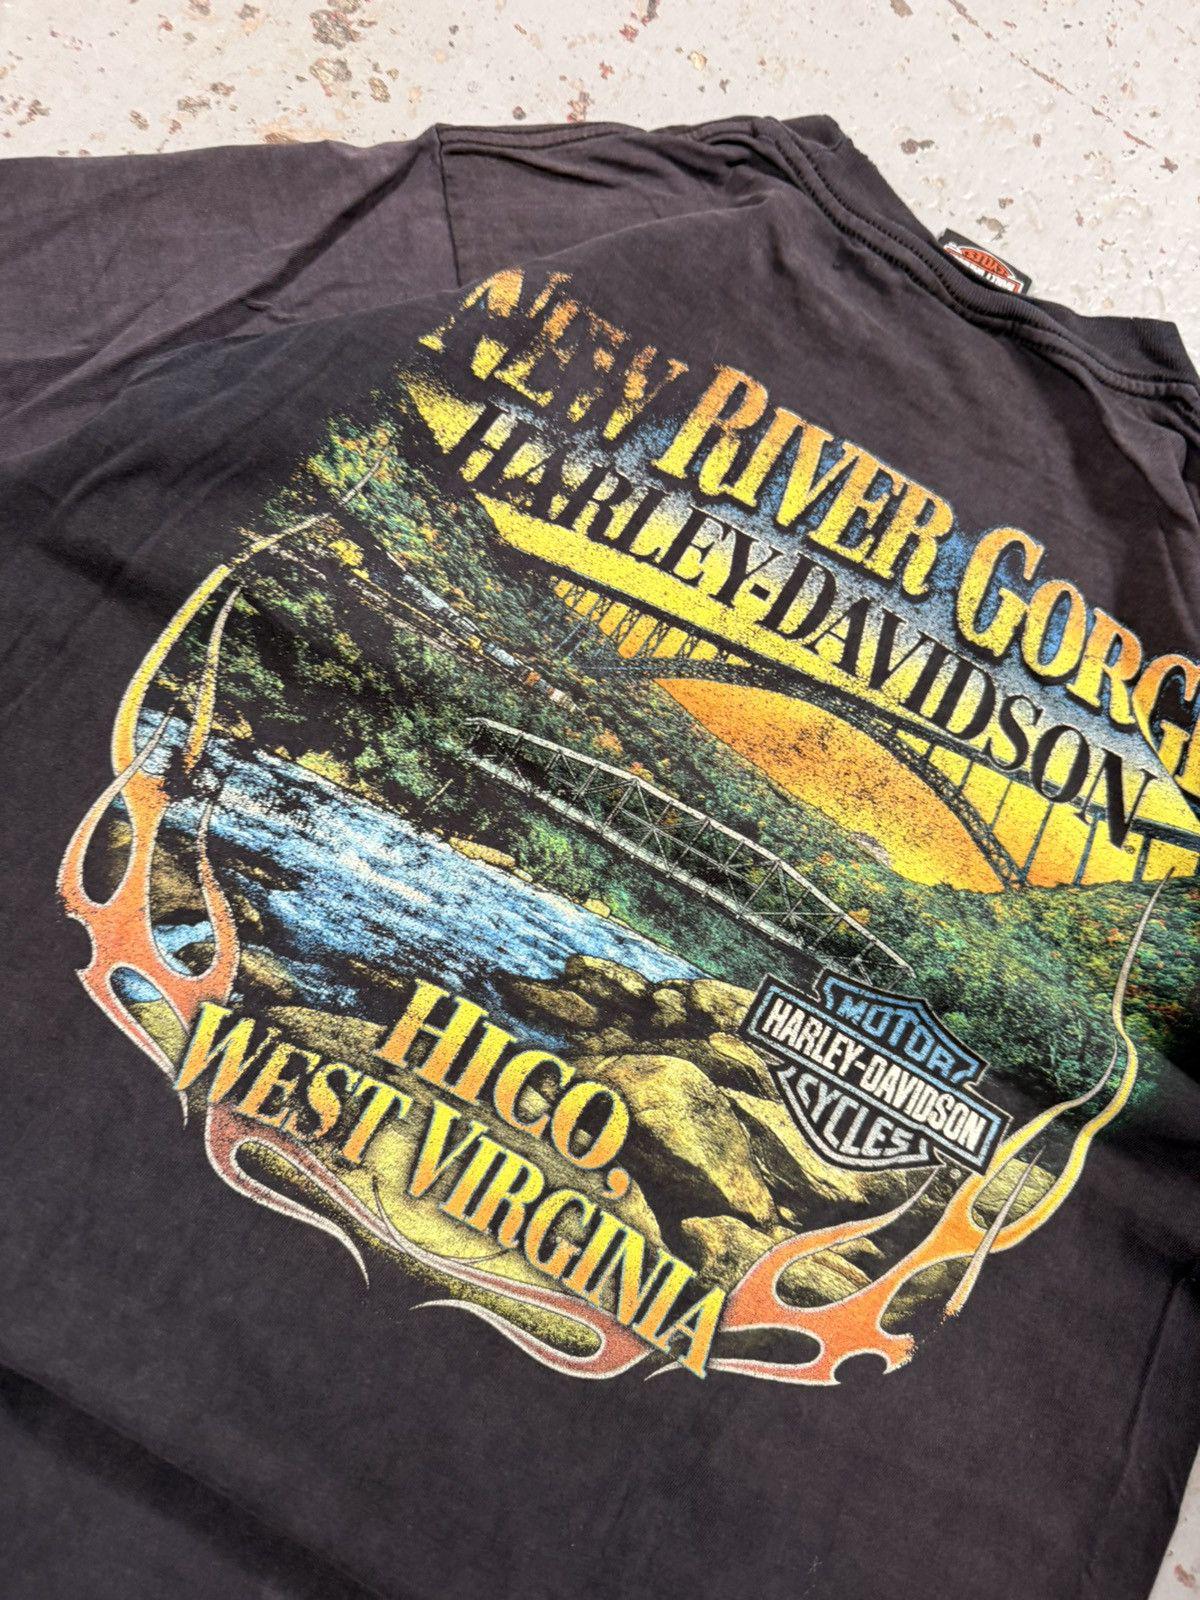 NEW RIVER GORGE
HARLEY-DAVIDSON
MOTOR
HARLEY-DAVIDSON
CYCLES
HICO,
WEST VIRGINIA